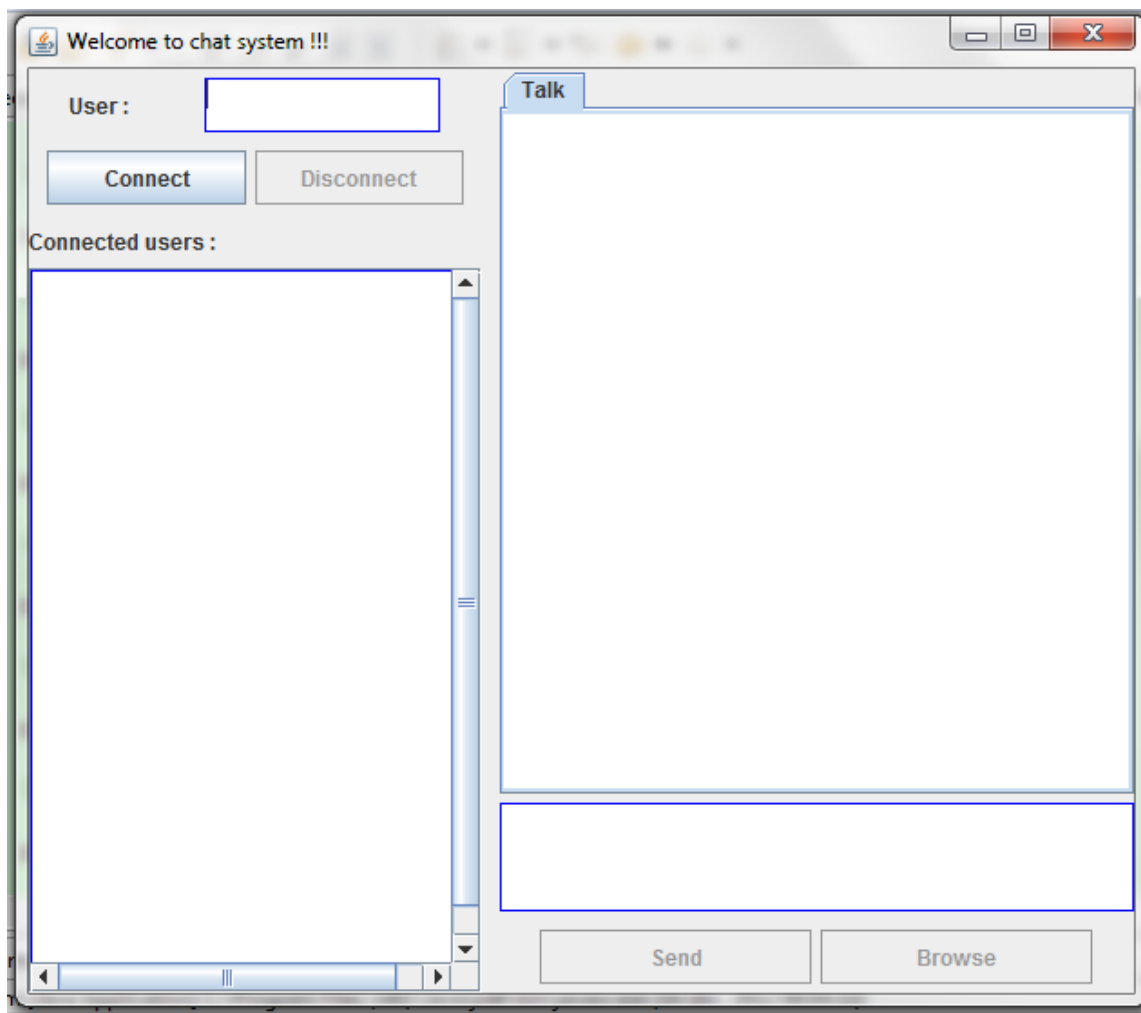 Welcome to chat system !!!
User :
Connect
Disconnect
Connected users :
Talk
Send
Browse